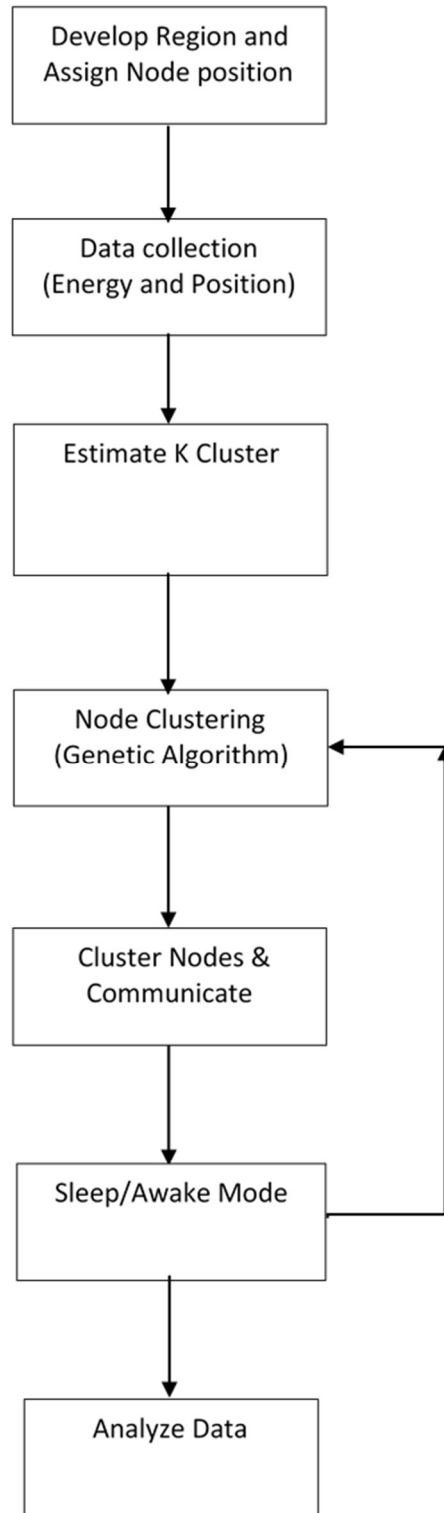 Develop Region and
Assign Node position
Data collection
(Energy and Position)
Estimate K Cluster
Node Clustering
(Genetic Algorithm)
Cluster Nodes &
Communicate
Sleep/Awake Mode
Analyze Data